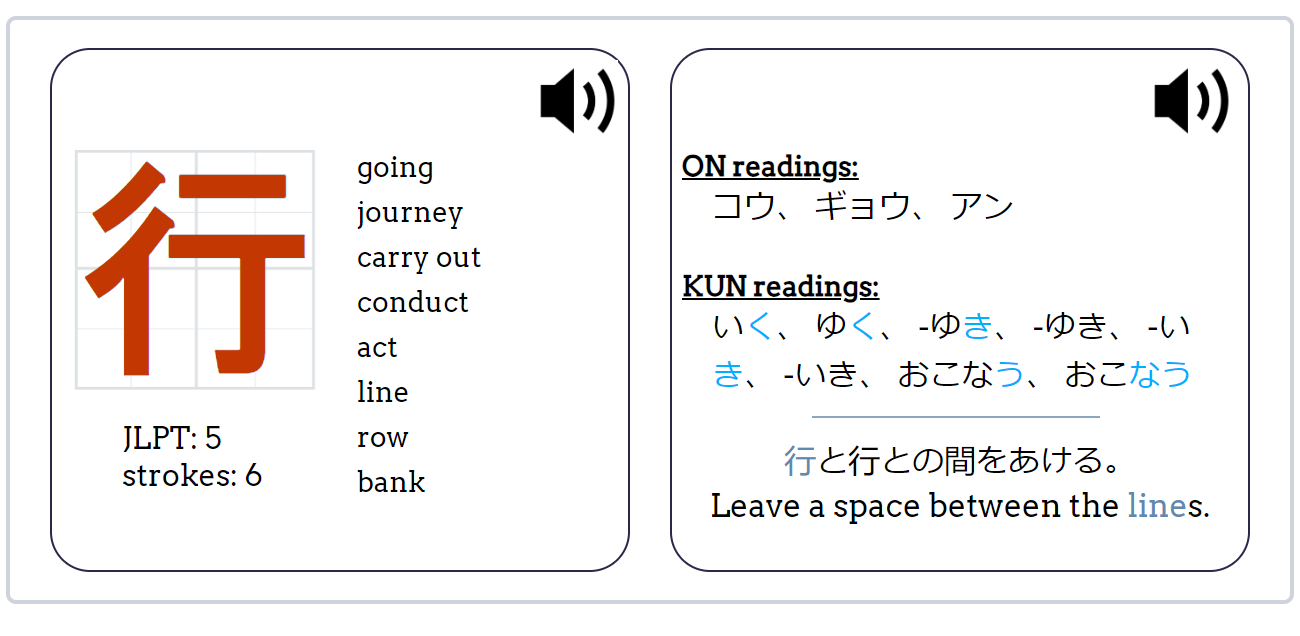 行
JLPT: 5
strokes: 6
going
journey
carry out
conduct
act
line
row
bank
ON readings:
コウ、 ギョウ、 アン
KUN readings:
いく、 ゆく、 -ゆき、 -ゆき、 -い
き、 -いき、 おこなう、 おこなう
行と行との間をあける。
Leave a space between the lines.